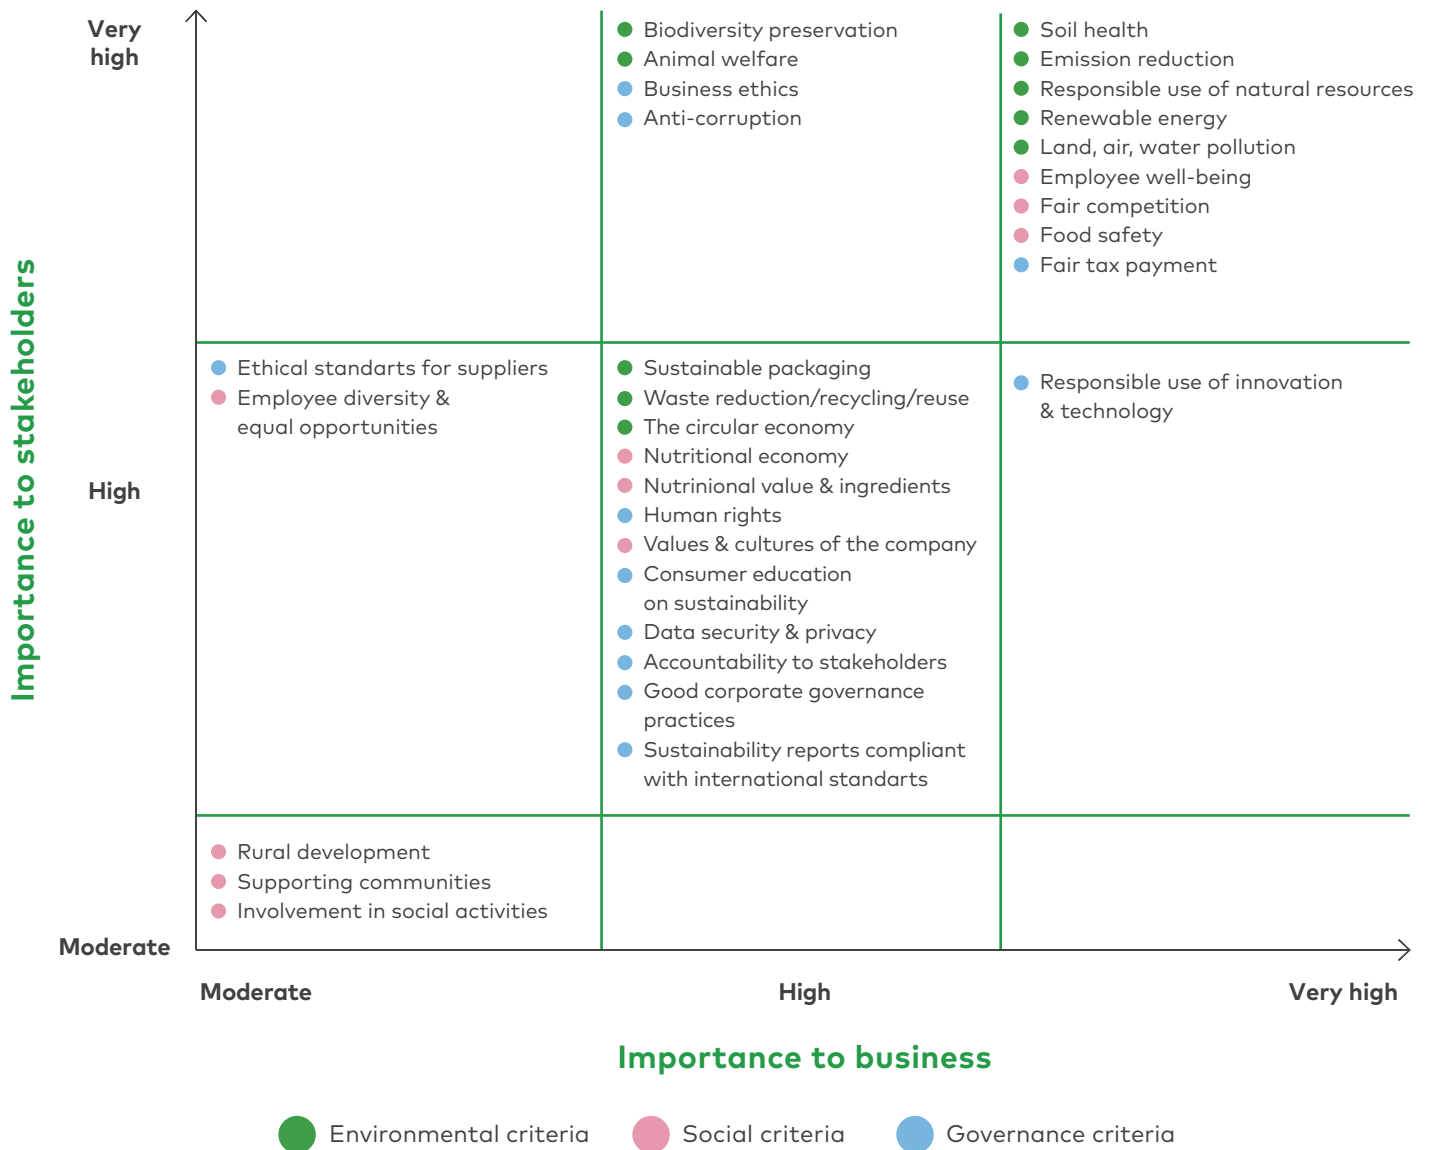 Very
high
Biodiversity preservation
Animal welfare
Business ethics
Anti-corruption
Soil health
Emission reduction
Responsible use of natural resources
Renewable energy
Land, air, water pollution
Employee well-being
Fair competition
Food safety
Fair tax payment
Importance to stakeholders
High
Ethical standarts for suppliers
Employee diversity &
equal opportunities
Sustainable packaging
Waste reduction/recycling/reuse
The circular economy
Nutritional economy
Nutrinional value & ingredients
Human rights
Values & cultures of the company
Consumer education
on sustainability
Data security & privacy
Accountability to stakeholders
Good corporate governance
practices
Sustainability reports compliant
with international standarts
Responsible use of innovation
& technology
Rural development
Supporting communities
Involvement in social activities
Moderate
Moderate
High
Very high
Importance to business
Environmental criteria
Social criteria
Governance criteria